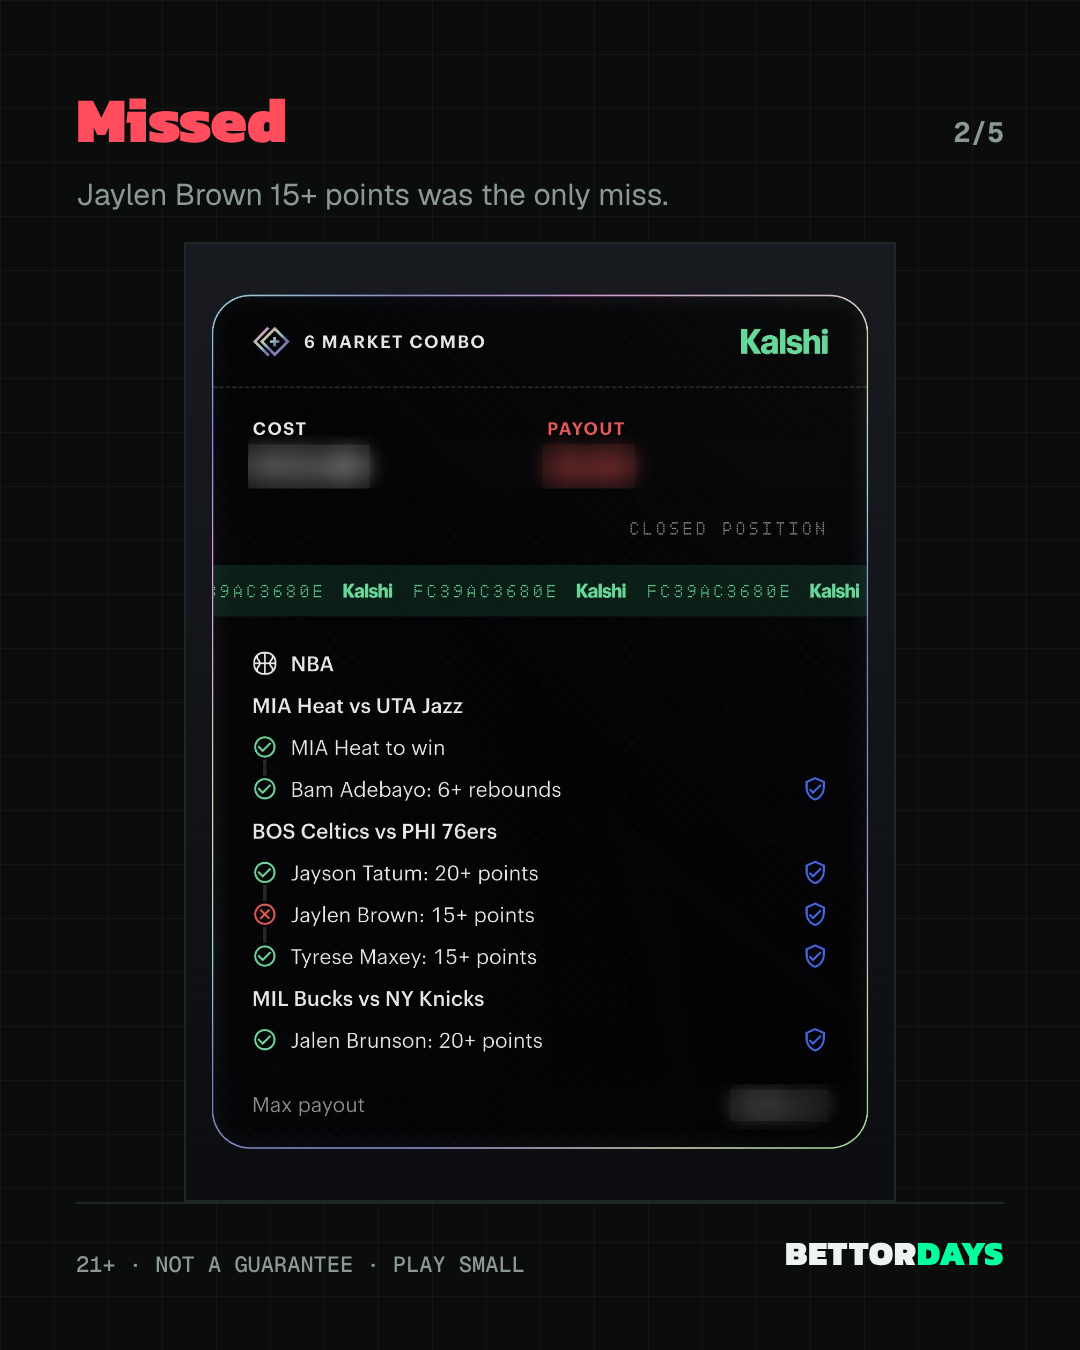 Missed
2/5
Jaylen Brown 15+ points was the only miss.
6 MARKET COMBO
Kalshi
COST
PAYOUT
CLOSED POSITION
9AC3680E Kalshi FC39AC3680E Kalshi FC39AC3680E Kalshi
NBA
MIA Heat vs UTA Jazz
MIA Heat to win
Bam Adebayo: 6+ rebounds
BOS Celtics vs PHI 76ers
Jayson Tatum: 20+ points
Jaylen Brown: 15+ points
Tyrese Maxey: 15+ points
MIL Bucks vs NY Knicks
Jalen Brunson: 20+ points
Max payout
21+ · NOT A GUARANTEE · PLAY SMALL
BETTORDAYS